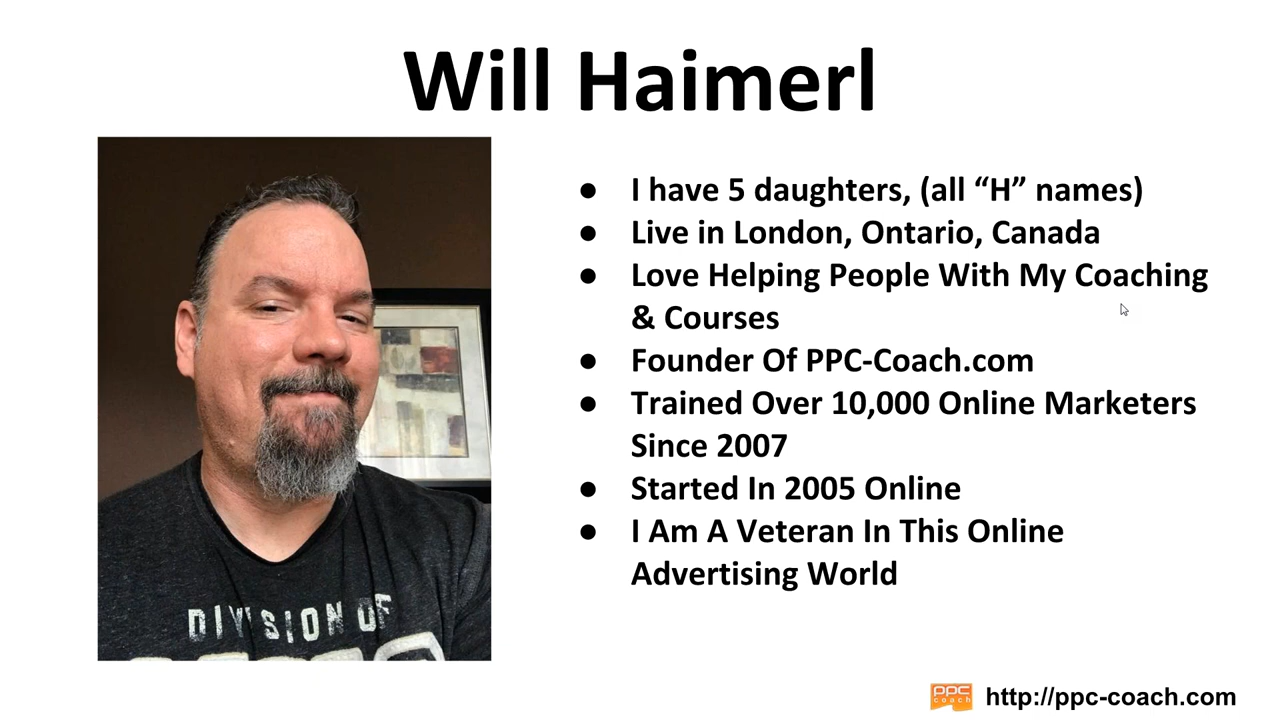 Will Haimerl
● I have 5 daughters, (all “H” names)
● Live in London, Ontario, Canada
● Love Helping People With My Coaching
& Courses
● Founder Of PPC-Coach.com
● Trained Over 10,000 Online Marketers
Since 2007
● Started In 2005 Online
● I Am A Veteran In This Online
Advertising World
DIVISION OF
ppc
coach
http://ppc-coach.com